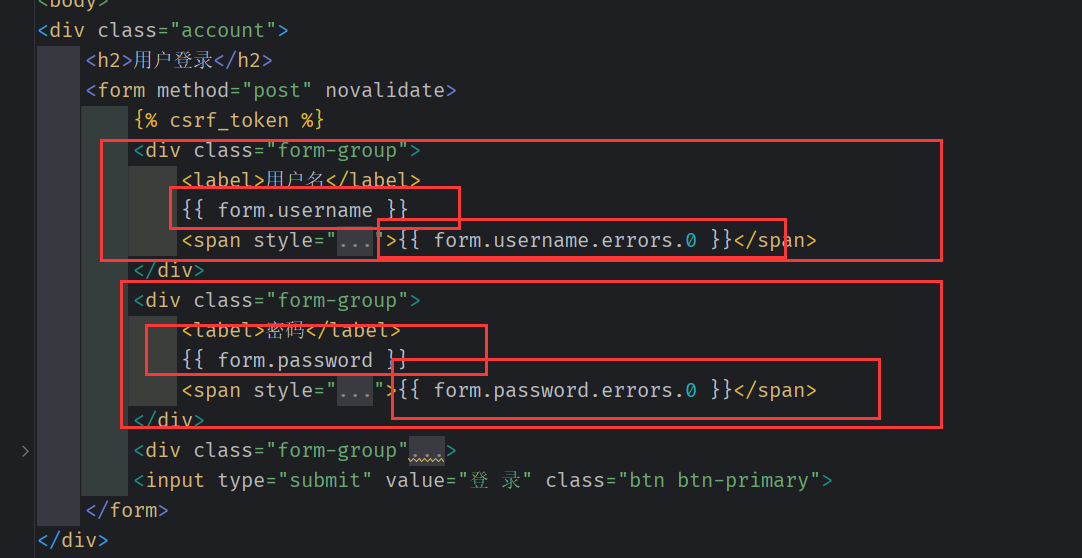 <body>
<div class="account">
<h2>用户登录</h2>
<form method="post" novalidate>
{% csrf_token %}
<div class="form-group">
<label>用户名</label>
{{ form.username }}
<span style="...">{{ form.username.errors.0 }}</span>
</div>
<div class="form-group">
<label>密码</label>
{{ form.password }}
<span style="...">{{ form.password.errors.0 }}</span>
</div>
<div class="form-group"...>
<input type="submit" value="登 录" class="btn btn-primary">
</form>
</div>